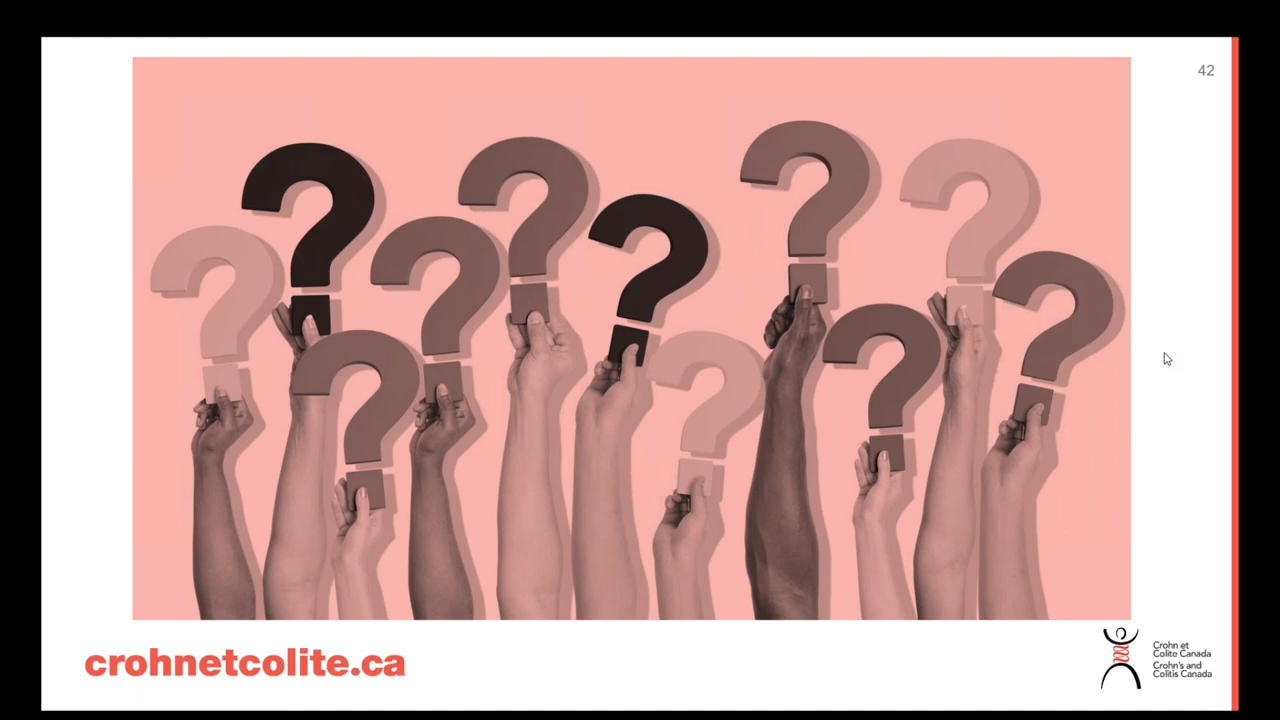 42
crohnetcolite.ca
Crohn et
Colite Canada
Crohn's and
Colitis Canada